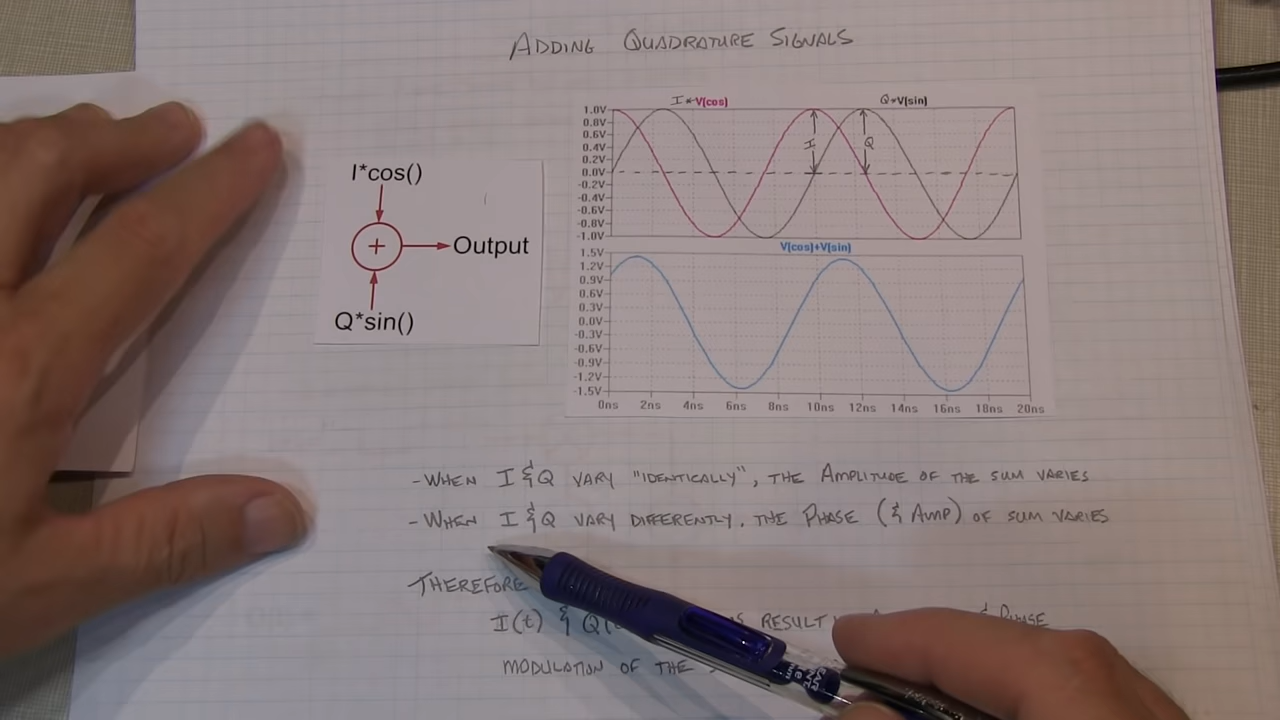 ADDING QUADRATURE SIGNALS
I*cos()
+
Output
Q*sin()
I*V(cos) Q*V(sin)
1.0V
0.8V
0.6V
0.4V
0.2V
0.0V
-0.2V
-0.4V
-0.6V
-0.8V
-1.0V
I Q
V(cos)+V(sin)
1.5V
1.2V
0.9V
0.6V
0.3V
0.0V
-0.3V
-0.6V
-0.9V
-1.2V
-1.5V
0ns 2ns 4ns 6ns 8ns 10ns 12ns 14ns 16ns 18ns 20ns
-WHEN I & Q VARY "IDENTICALLY", THE AMPLITUDE OF THE SUM VARIES
-WHEN I & Q VARY DIFFERENTLY, THE PHASE (& AMP) OF SUM VARIES
THEREFORE
I(t) & Q( RESULT & PHASE
MODULATION OF THE